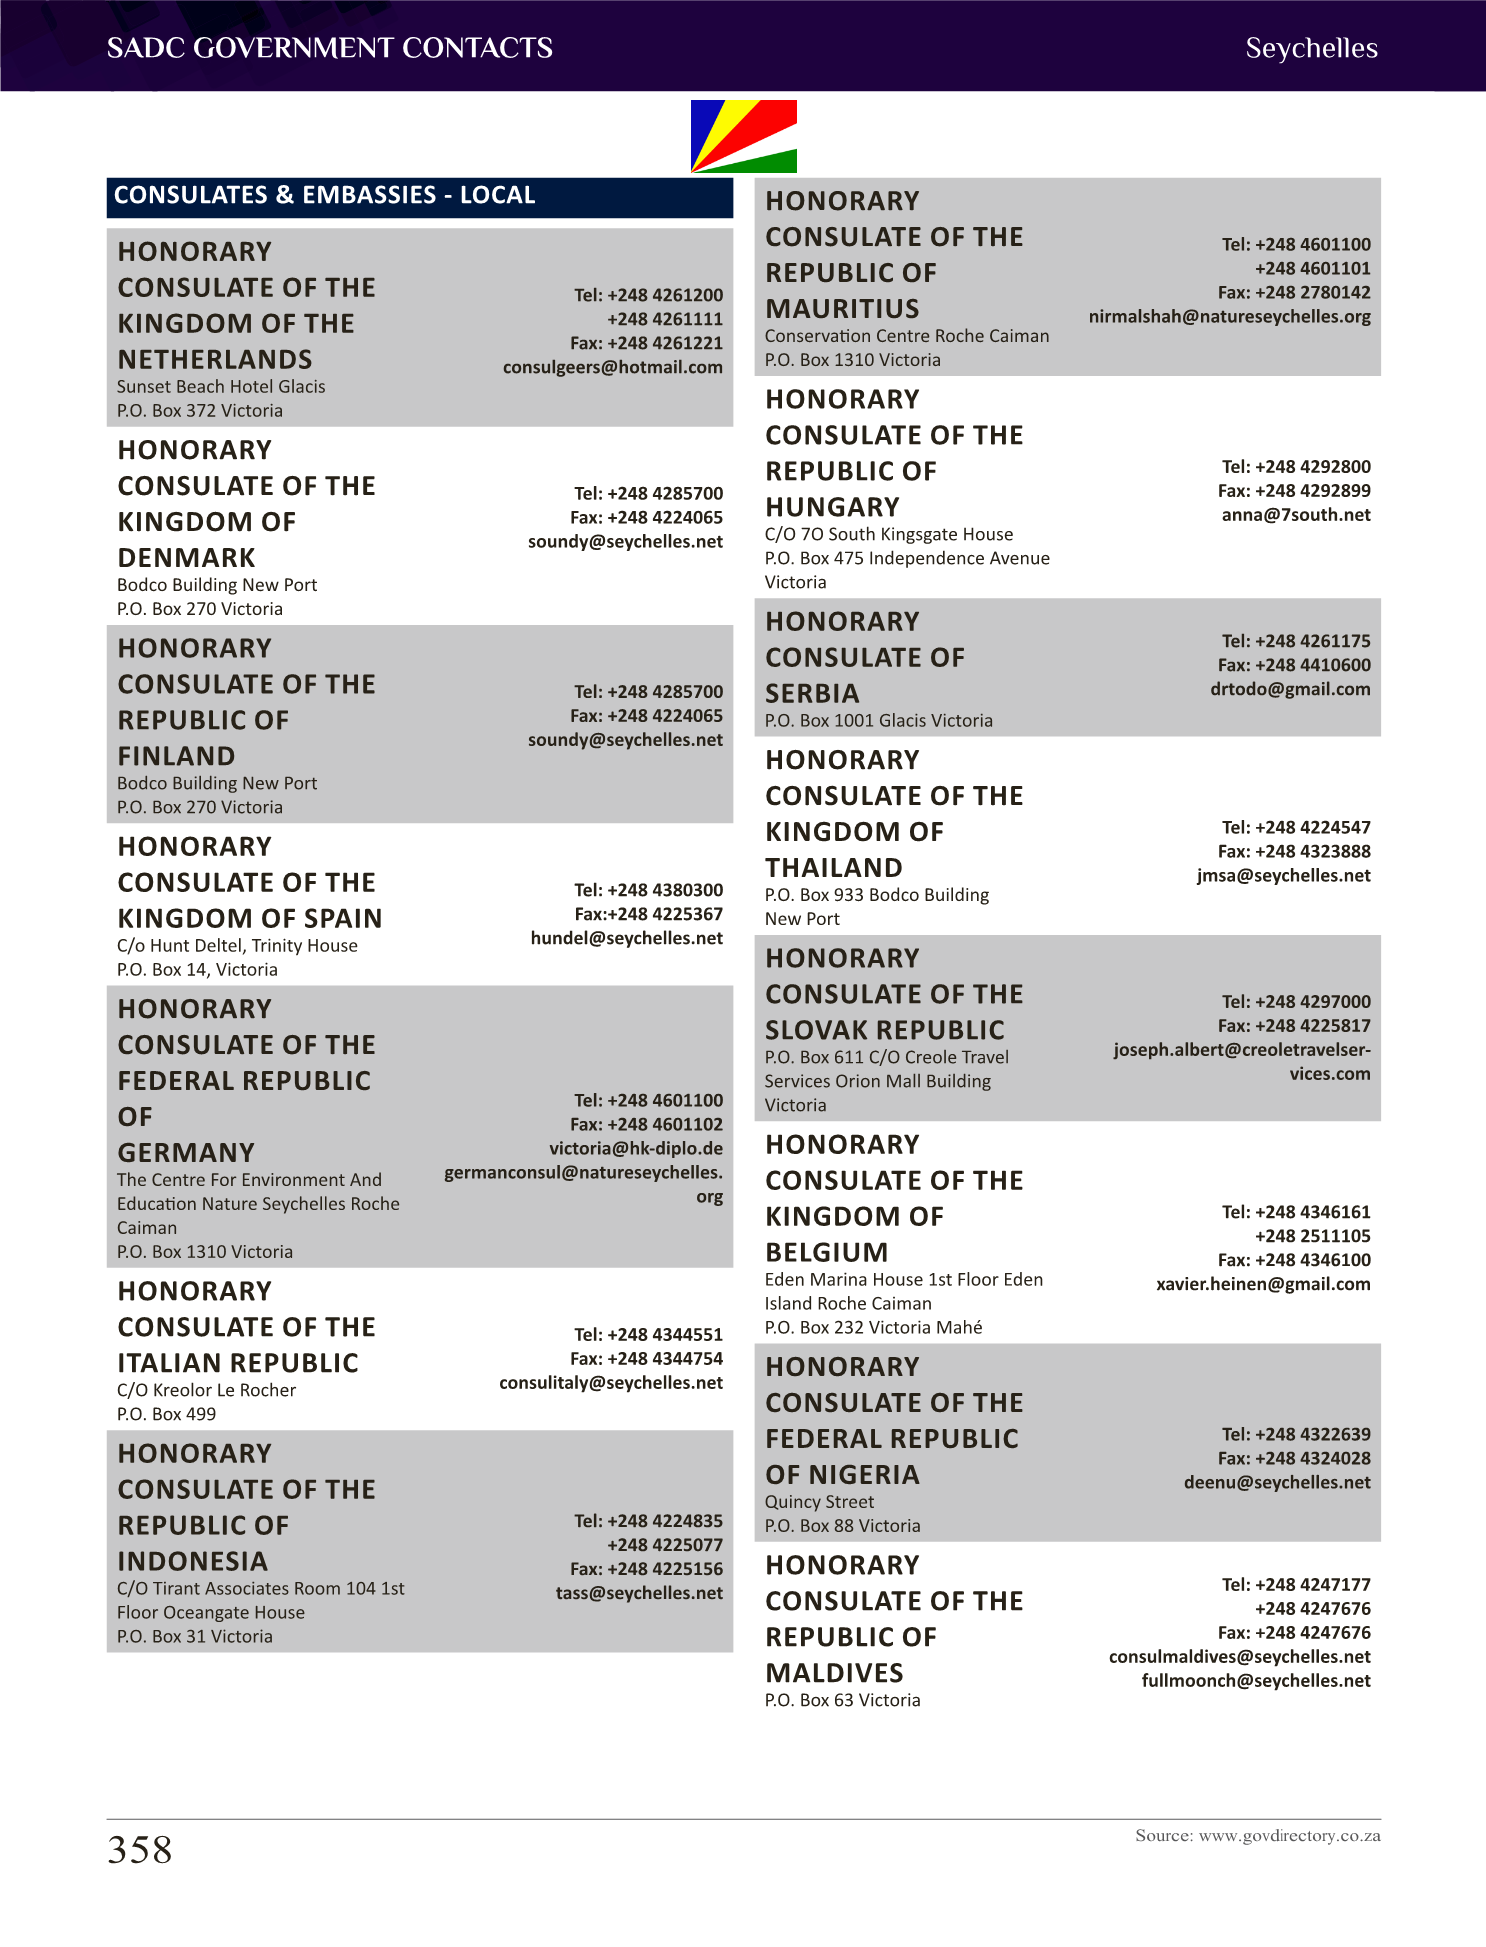 SADC GOVERNMENT CONTACTS
Seychelles
CONSULATES & EMBASSIES - LOCAL
HONORARY
CONSULATE OF THE
KINGDOM OF THE
NETHERLANDS
Sunset Beach Hotel Glacis
P.O. Box 372 Victoria
Tel: +248 4261200
+248 4261111
Fax: +248 4261221
consulgeers@hotmail.com
HONORARY
CONSULATE OF THE
KINGDOM OF
DENMARK
Bodco Building New Port
P.O. Box 270 Victoria
Tel: +248 4285700
Fax: +248 4224065
soundy@seychelles.net
HONORARY
CONSULATE OF THE
REPUBLIC OF
FINLAND
Bodco Building New Port
P.O. Box 270 Victoria
Tel: +248 4285700
Fax: +248 4224065
soundy@seychelles.net
HONORARY
CONSULATE OF THE
KINGDOM OF SPAIN
C/o Hunt Deltel, Trinity House
P.O. Box 14, Victoria
Tel: +248 4380300
Fax:+248 4225367
hundel@seychelles.net
HONORARY
CONSULATE OF THE
FEDERAL REPUBLIC
OF
GERMANY
The Centre For Environment And
Education Nature Seychelles Roche
Caiman
P.O. Box 1310 Victoria
Tel: +248 4601100
Fax: +248 4601102
victoria@hk-diplo.de
germanconsul@natureseychelles.
org
HONORARY
CONSULATE OF THE
ITALIAN REPUBLIC
C/O Kreolor Le Rocher
P.O. Box 499
Tel: +248 4344551
Fax: +248 4344754
consulitaly@seychelles.net
HONORARY
CONSULATE OF THE
REPUBLIC OF
INDONESIA
C/O Tirant Associates Room 104 1st
Floor Oceangate House
P.O. Box 31 Victoria
Tel: +248 4224835
+248 4225077
Fax: +248 4225156
tass@seychelles.net
HONORARY
CONSULATE OF THE
REPUBLIC OF
MAURITIUS
Conservation Centre Roche Caiman
P.O. Box 1310 Victoria
Tel: +248 4601100
+248 4601101
Fax: +248 2780142
nirmalshah@natureseychelles.org
HONORARY
CONSULATE OF THE
REPUBLIC OF
HUNGARY
C/O 7O South Kingsgate House
P.O. Box 475 Independence Avenue
Victoria
Tel: +248 4292800
Fax: +248 4292899
anna@7south.net
HONORARY
CONSULATE OF
SERBIA
P.O. Box 1001 Glacis Victoria
Tel: +248 4261175
Fax: +248 4410600
drtodo@gmail.com
HONORARY
CONSULATE OF THE
KINGDOM OF
THAILAND
P.O. Box 933 Bodco Building
New Port
Tel: +248 4224547
Fax: +248 4323888
jmsa@seychelles.net
HONORARY
CONSULATE OF THE
SLOVAK REPUBLIC
P.O. Box 611 C/O Creole Travel
Services Orion Mall Building
Victoria
Tel: +248 4297000
Fax: +248 4225817
joseph.albert@creoletravelser-
vices.com
HONORARY
CONSULATE OF THE
KINGDOM OF
BELGIUM
Eden Marina House 1st Floor Eden
Island Roche Caiman
P.O. Box 232 Victoria Mahé
Tel: +248 4346161
+248 2511105
Fax: +248 4346100
xavier.heinen@gmail.com
HONORARY
CONSULATE OF THE
FEDERAL REPUBLIC
OF NIGERIA
Quincy Street
P.O. Box 88 Victoria
Tel: +248 4322639
Fax: +248 4324028
deenu@seychelles.net
HONORARY
CONSULATE OF THE
REPUBLIC OF
MALDIVES
P.O. Box 63 Victoria
Tel: +248 4247177
+248 4247676
Fax: +248 4247676
consulmaldives@seychelles.net
fullmoonch@seychelles.net
358
Source: www.govdirectory.co.za